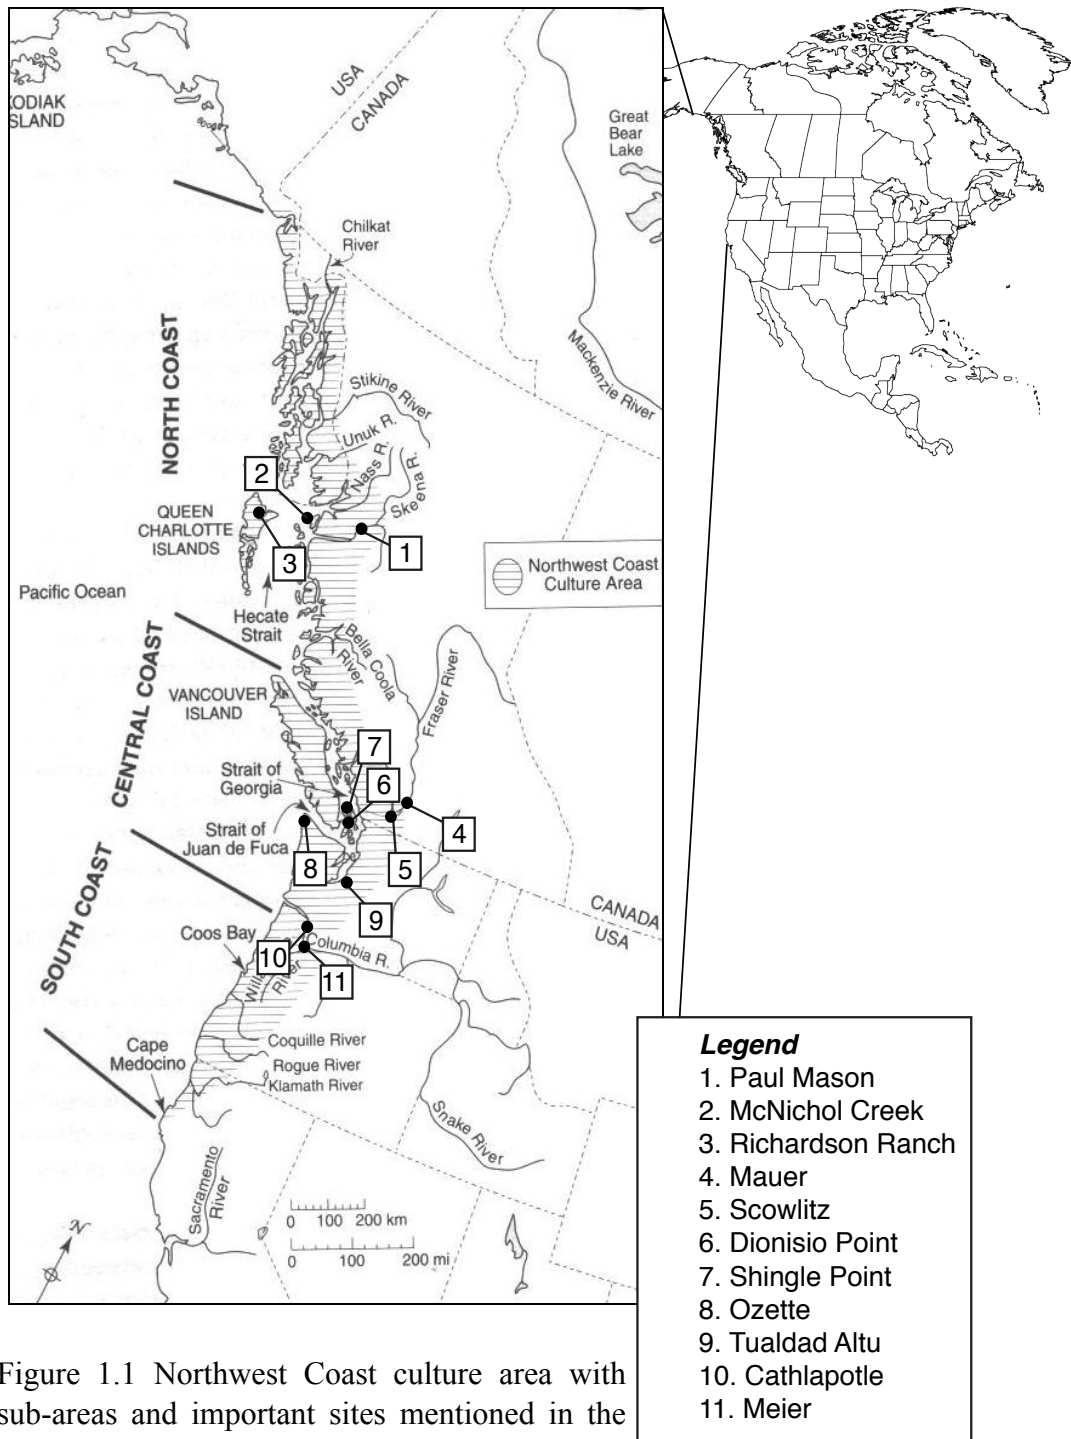 KODIAK
ISLAND
USA
CANADA
Great
Bear
Lake
Chilkat
River
Mackenzie River
NORTH COAST
Stikine River
Unuk R.
Nass R.
Skeena R.
2
QUEEN
CHARLOTTE
ISLANDS
3
1
Northwest Coast
Culture Area
Pacific Ocean
Hecate
Strait
Bella Coola
River
Fraser River
CENTRAL COAST
VANCOUVER
ISLAND
7
Strait of
Georgia
6
Strait of
Juan de Fuca
4
8
5
9
CANADA
USA
SOUTH COAST
Coos Bay
10
Columbia R.
Willa
River
11
Cape
Medocino
Coquille River
Rogue River
Klamath River
Snake River
Sacramento
River
N
0 100 200 km
0 100 200 mi
Legend
1. Paul Mason
2. McNichol Creek
3. Richardson Ranch
4. Mauer
5. Scowlitz
6. Dionisio Point
7. Shingle Point
8. Ozette
9. Tualdad Altu
10. Cathlapotle
11. Meier
Figure 1.1 Northwest Coast culture area with
sub-areas and important sites mentioned in the